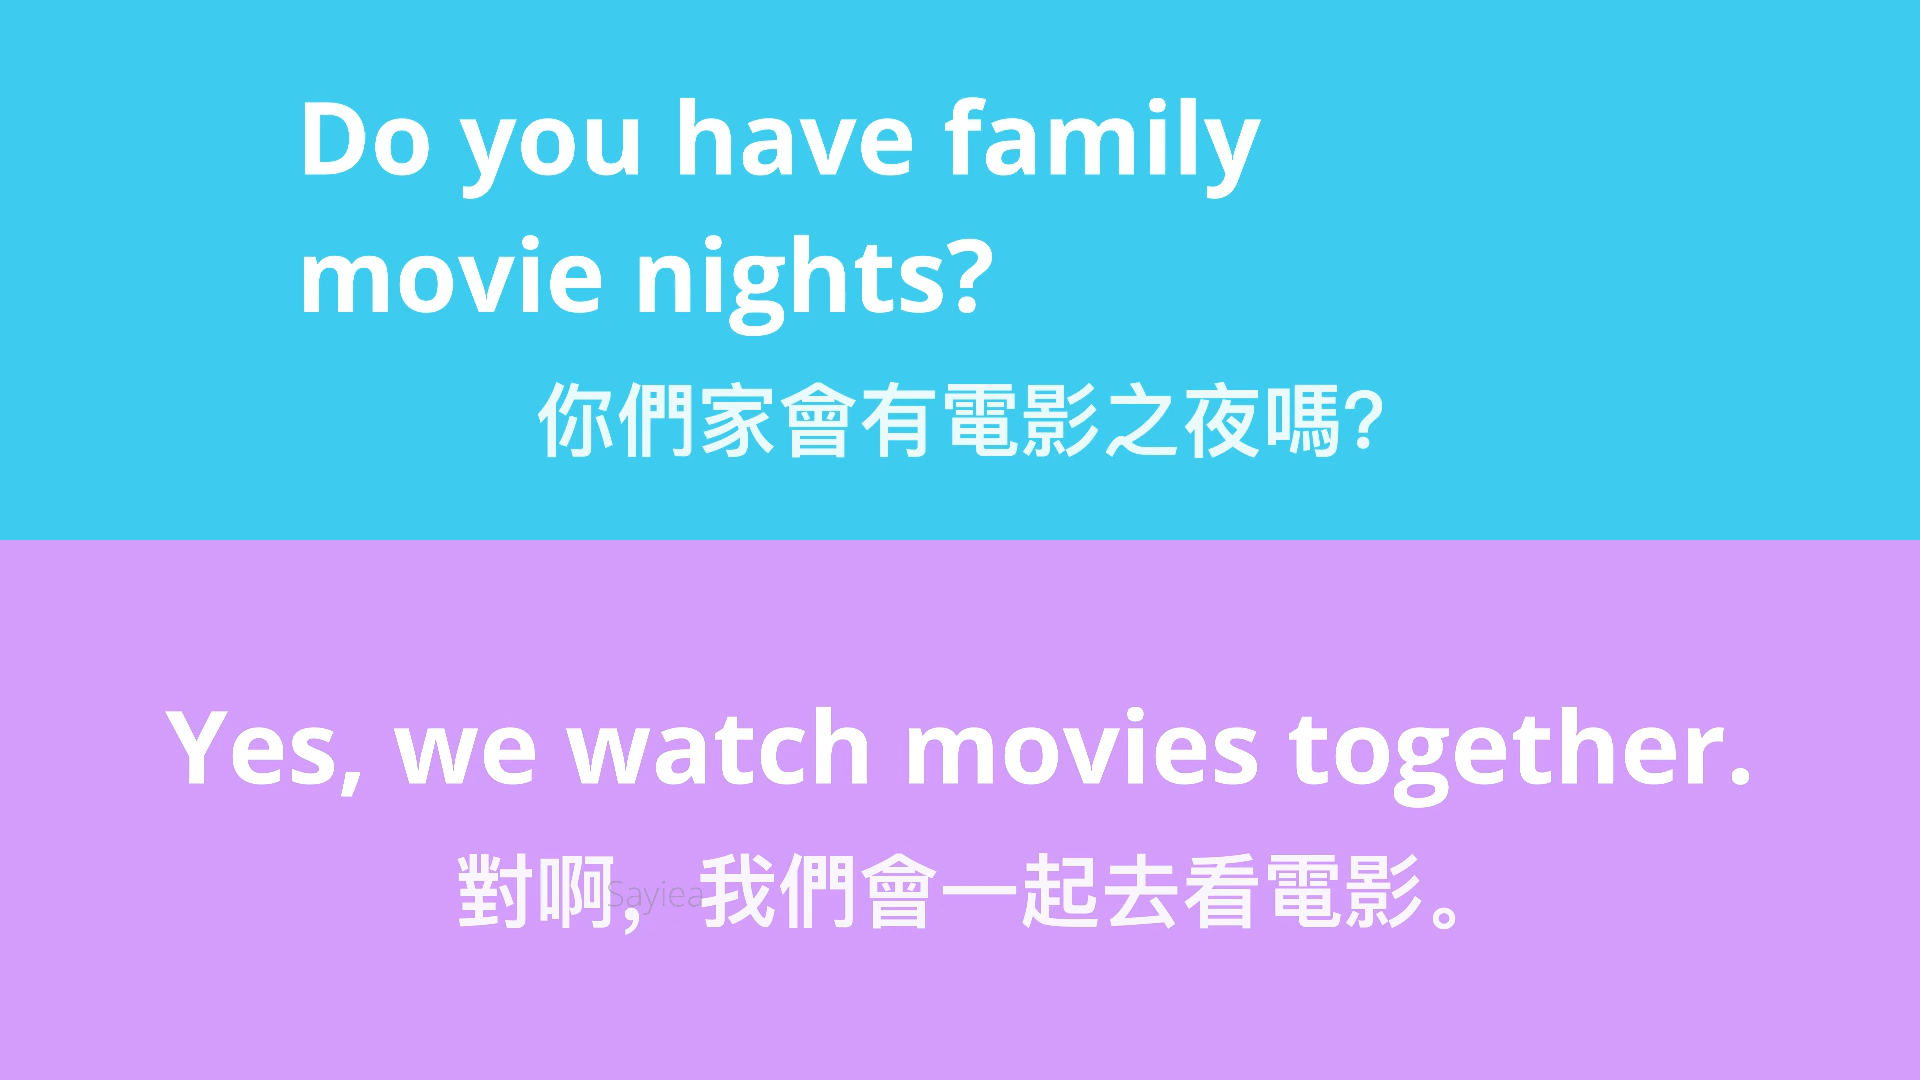 Do you have family
movie nights?
你們家會有電影之夜嗎?
Yes, we watch movies together.
對啊，我們會一起去看電影。
Sayiea